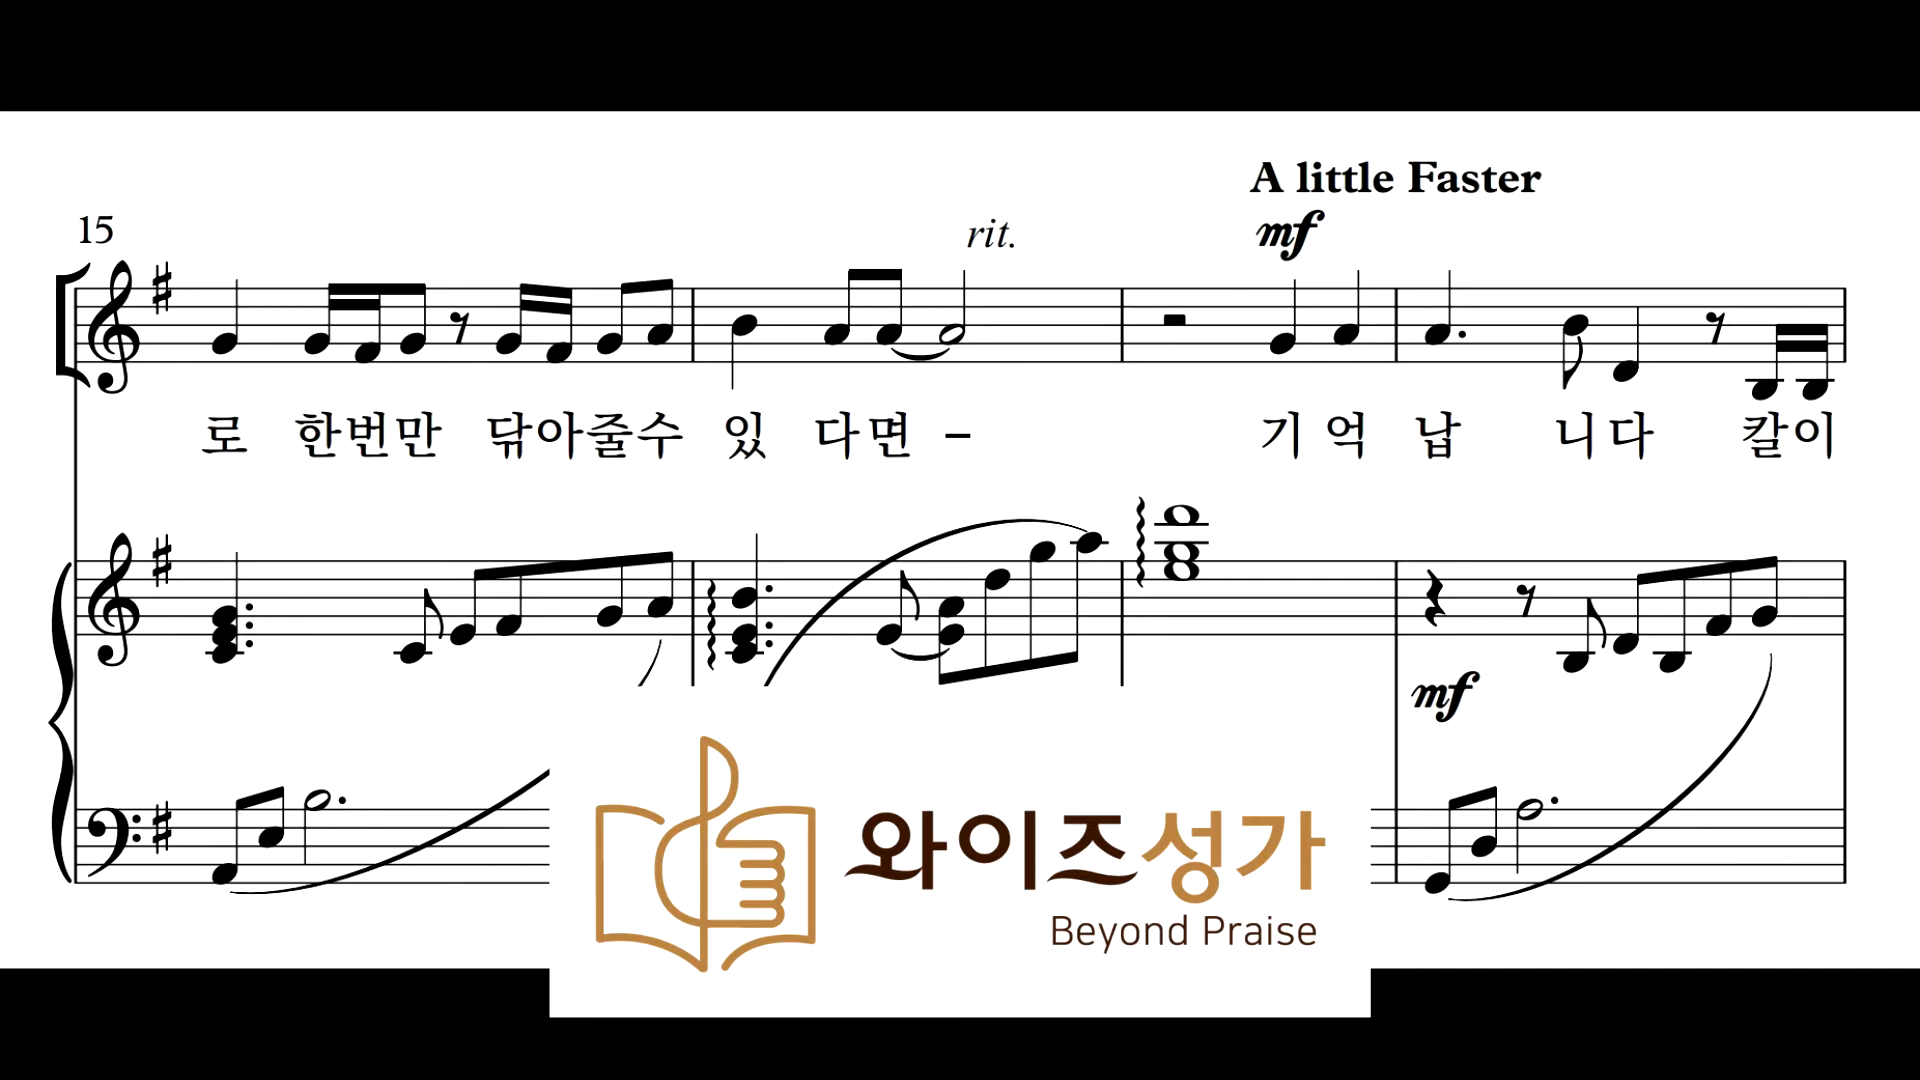 A little Faster
mf
15
rit.
로 한번만 닦아줄수 있 다면 – 기 억 납 니다 칼이
mf
와이즈성가
Beyond Praise